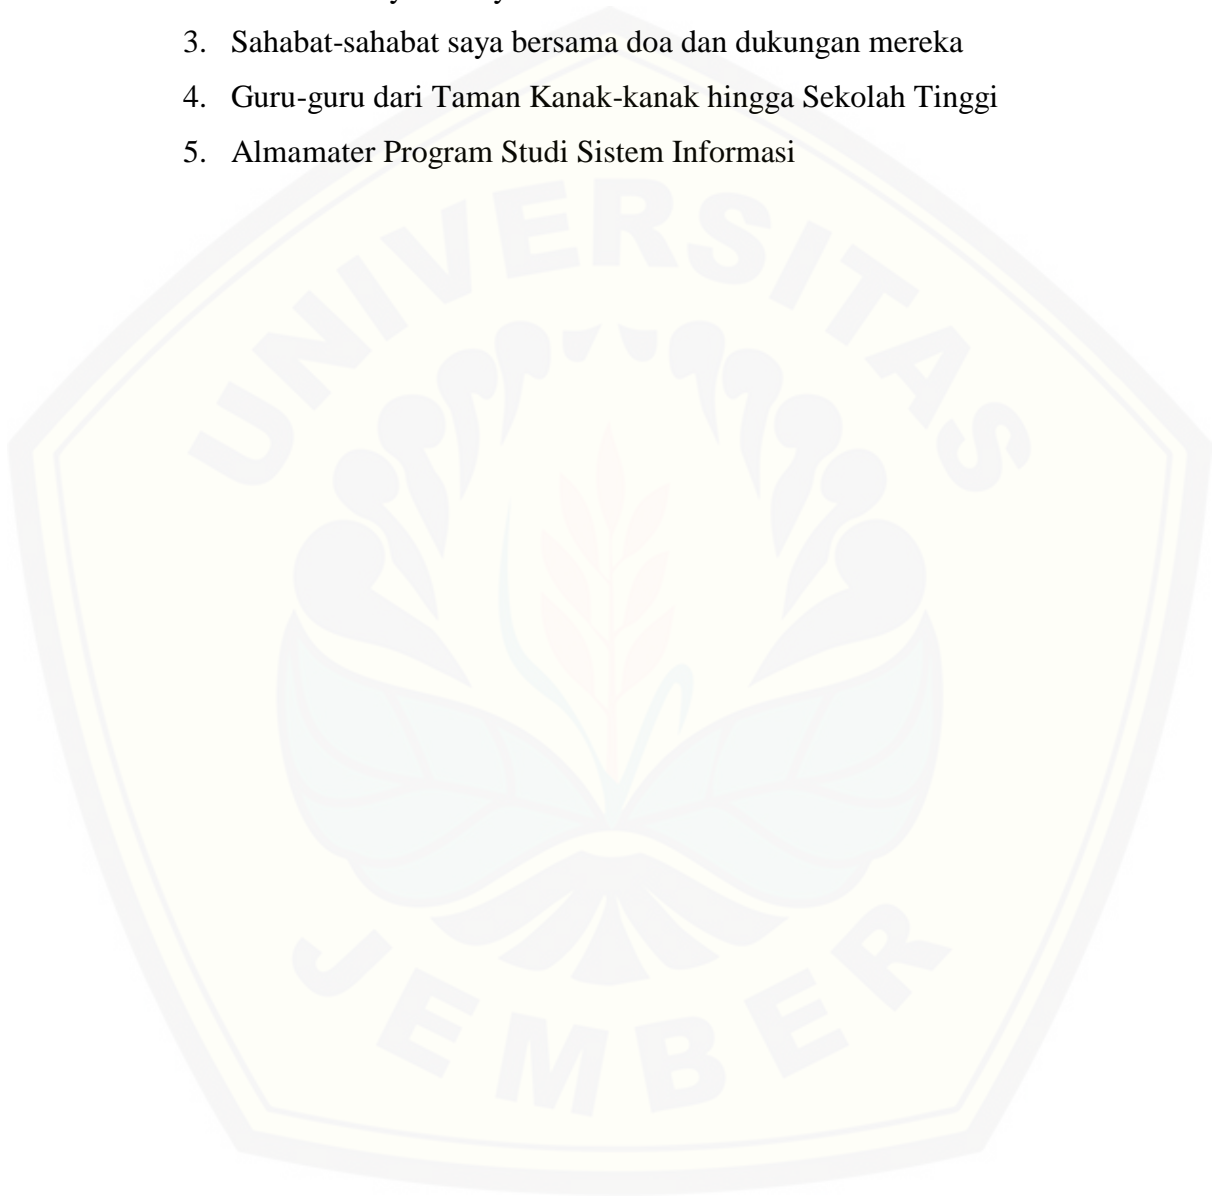 3. Sahabat-sahabat saya bersama doa dan dukungan mereka
4. Guru-guru dari Taman Kanak-kanak hingga Sekolah Tinggi
5. Almamater Program Studi Sistem Informasi
UNIVERSITAS
JEMBER